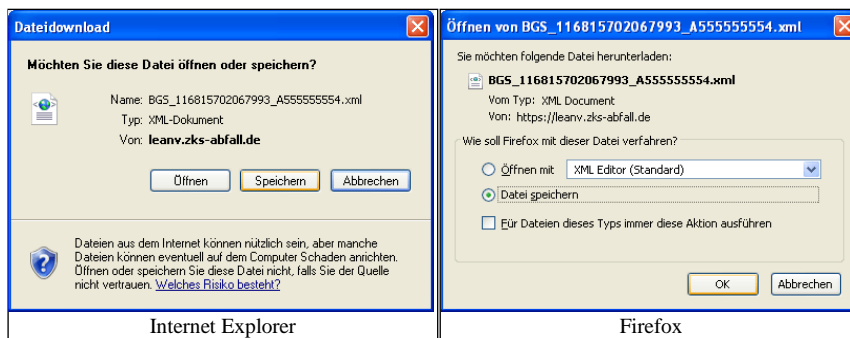 Dateidownload
Möchten Sie diese Datei öffnen oder speichern?
Name: BGS_116815702067993_A555555554.xml
Typ: XML-Dokument
Von: leanv.zks-abfall.de
Öffnen Speichern Abbrechen
Dateien aus dem Internet können nützlich sein, aber manche
Dateien können eventuell auf dem Computer Schaden anrichten.
Öffnen oder speichern Sie diese Datei nicht, falls Sie der Quelle
nicht vertrauen. Welches Risiko besteht?
Internet Explorer
Öffnen von BGS_116815702067993_A555555554.xml
Sie möchten folgende Datei herunterladen:
BGS_116815702067993_A555555554.xml
Vom Typ: XML Document
Von: https://leanv.zks-abfall.de
Wie soll Firefox mit dieser Datei verfahren?
Öffnen mit XML Editor (Standard)
Datei speichern
Für Dateien dieses Typs immer diese Aktion ausführen
OK Abbrechen
Firefox